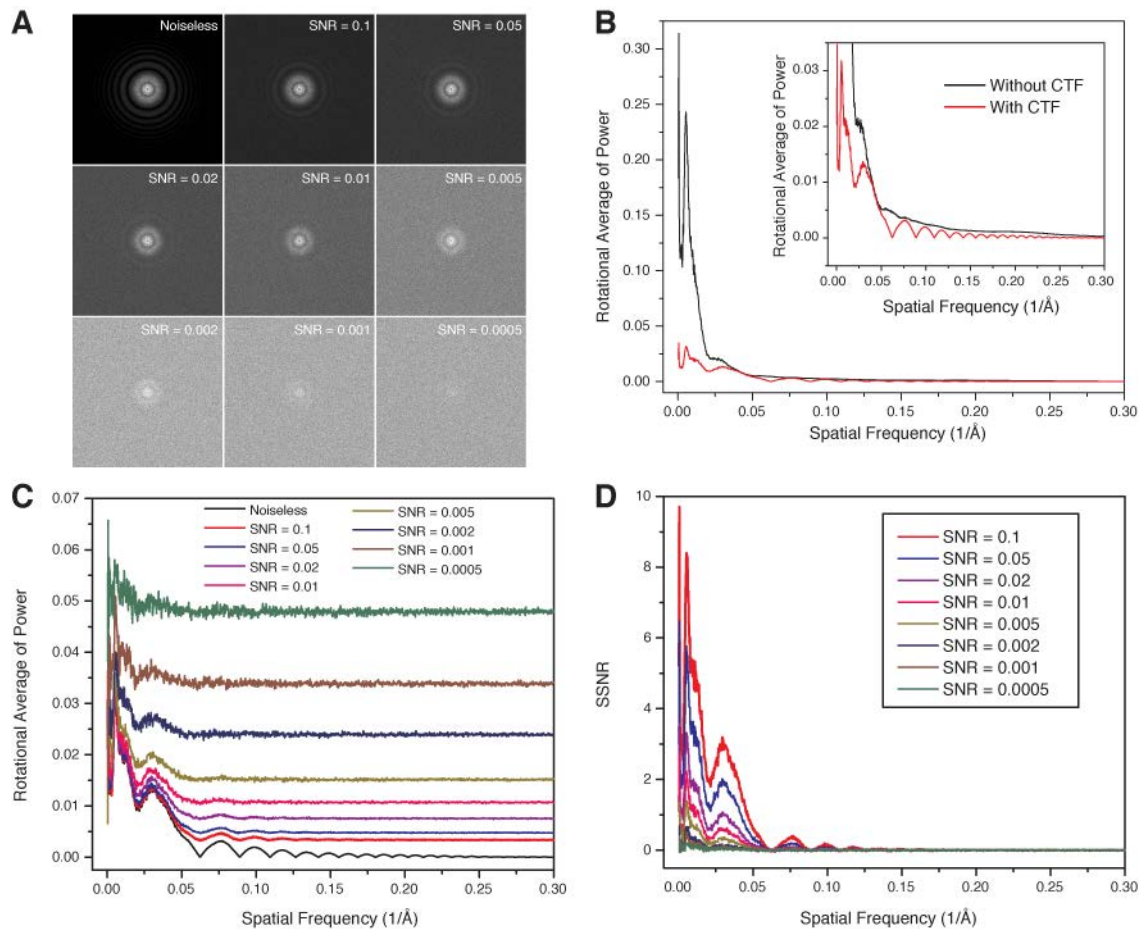 A
Noiseless
SNR = 0.1
SNR = 0.05
SNR = 0.02
SNR = 0.01
SNR = 0.005
SNR = 0.002
SNR = 0.001
SNR = 0.0005
B
Rotational Average of Power
0.30
0.25
0.20
0.15
0.10
0.05
0.00
0.00 0.05 0.10 0.15 0.20 0.25 0.30
Spatial Frequency (1/Å)
Rotational Average of Power
0.03
0.02
0.01
0.00
Without CTF
With CTF
0.00 0.05 0.10 0.15 0.20 0.25 0.30
Spatial Frequency (1/Å)
C
Rotational Average of Power
0.07
0.06
0.05
0.04
0.03
0.02
0.01
0.00
Noiseless
SNR = 0.1
SNR = 0.05
SNR = 0.02
SNR = 0.01
SNR = 0.005
SNR = 0.002
SNR = 0.001
SNR = 0.0005
0.00 0.05 0.10 0.15 0.20 0.25 0.30
Spatial Frequency (1/Å)
D
SSNR
10
8
6
4
2
0
SNR = 0.1
SNR = 0.05
SNR = 0.02
SNR = 0.01
SNR = 0.005
SNR = 0.002
SNR = 0.001
SNR = 0.0005
0.00 0.05 0.10 0.15 0.20 0.25 0.30
Spatial Frequency (1/Å)